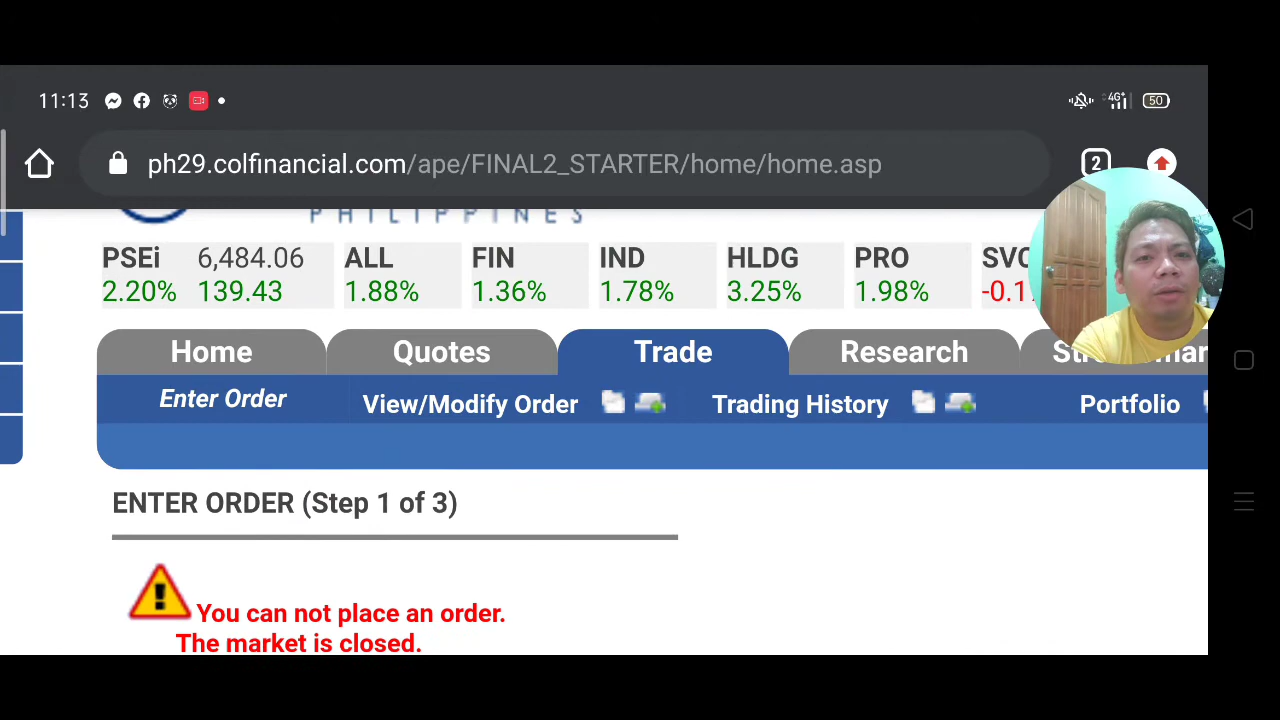 11:13
4G+
50
ph29.colfinancial.com/ape/FINAL2_STARTER/home/home.asp
2
PHILIPPINES
PSEi 6,484.06 ALL FIN IND HLDG PRO
2.20% 139.43 1.88% 1.36% 1.78% 3.25% 1.98%
Home Quotes Trade Research
Enter Order View/Modify Order Trading History Portfolio
ENTER ORDER (Step 1 of 3)
You can not place an order.
The market is closed.